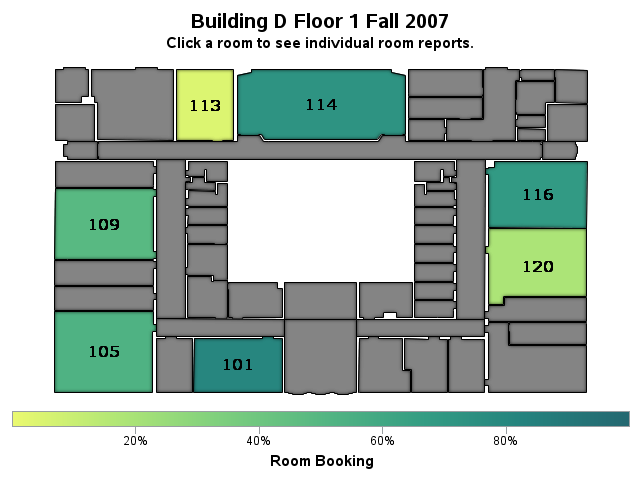 Building D Floor 1 Fall 2007
Click a room to see individual room reports.
113
114
116
109
120
105
101
20% 40% 60% 80%
Room Booking